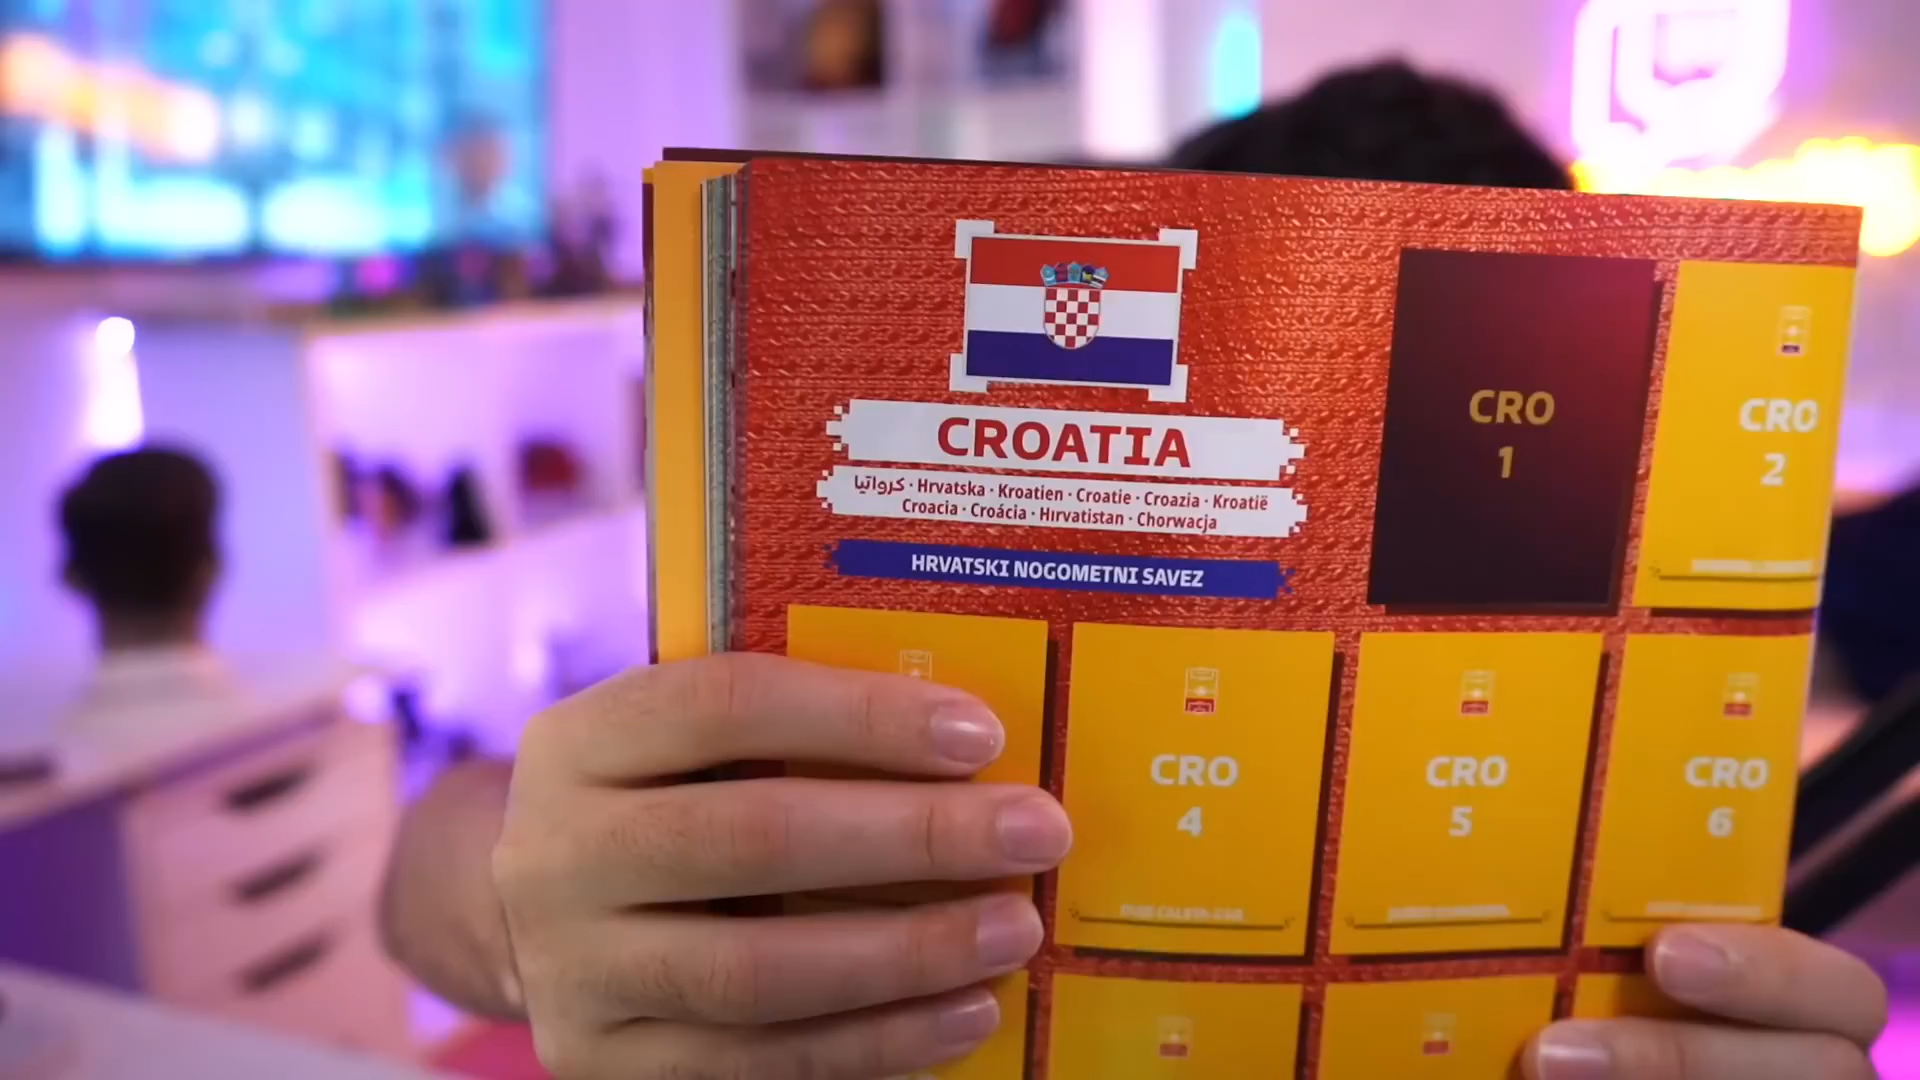 CROATIA
كرواتيا · Hrvatska · Kroatien · Croatie · Croazia · Kroatië
Croacia · Croácia · Hırvatistan · Chorwacja
HRVATSKI NOGOMETNI SAVEZ
CRO
1
CRO
2
CRO
4
CRO
5
CRO
6